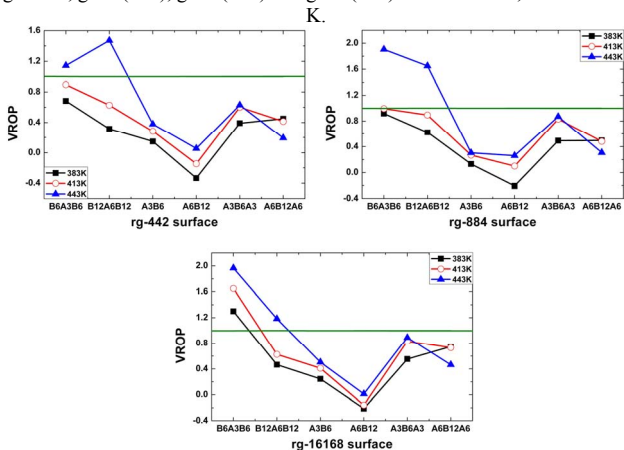 K.
1.6
1.2
0.8
0.4
0.0
-0.4
VROP
383K
413K
443K
B6A3B6 B12A6B12 A3B6 A6B12 A3B6A3 A6B12A6
rg-442 surface
2.0
1.6
1.2
0.8
0.4
0.0
-0.4
VROP
383K
413K
443K
B6A3B6 B12A6B12 A3B6 A6B12 A3B6A3 A6B12A6
rg-884 surface
2.0
1.6
1.2
0.8
0.4
0.0
-0.4
VROP
383K
413K
443K
B6A3B6 B12A6B12 A3B6 A6B12 A3B6A3 A6B12A6
rg-16168 surface